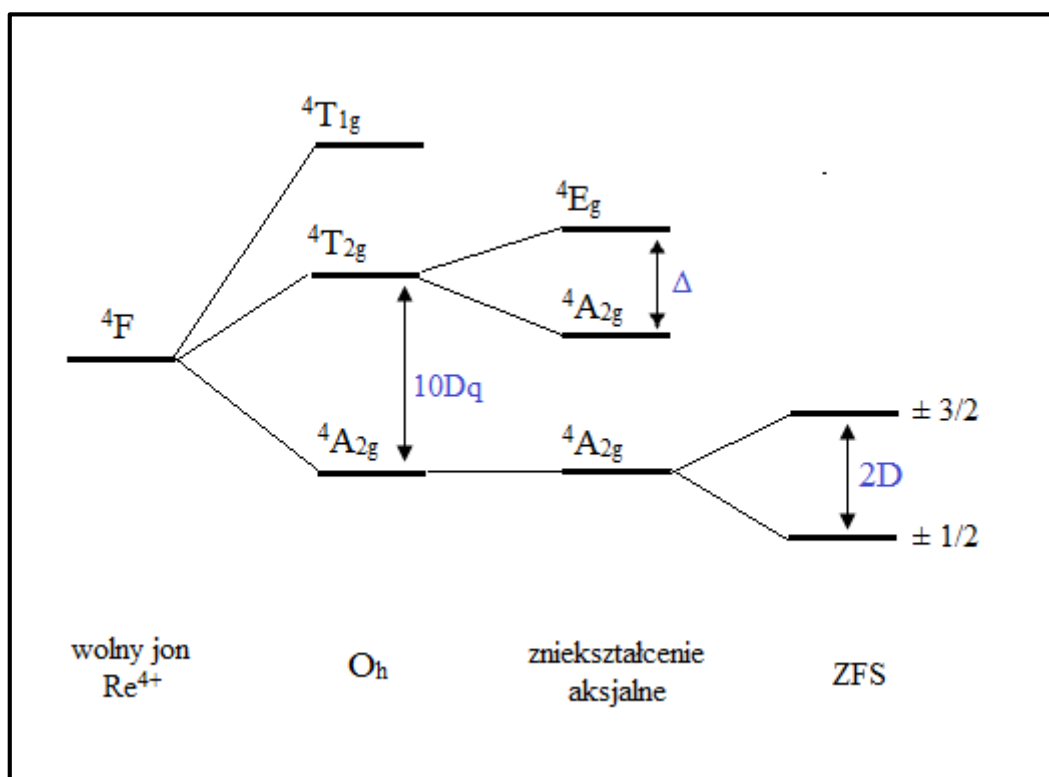 ⁴T₁g
⁴Eg
⁴T₂g
Δ
⁴F
⁴A₂g
10Dq
± 3/2
⁴A₂g
⁴A₂g
2D
± 1/2
wolny jon
Re⁴⁺
Oh
zniekształcenie
aksjalne
ZFS